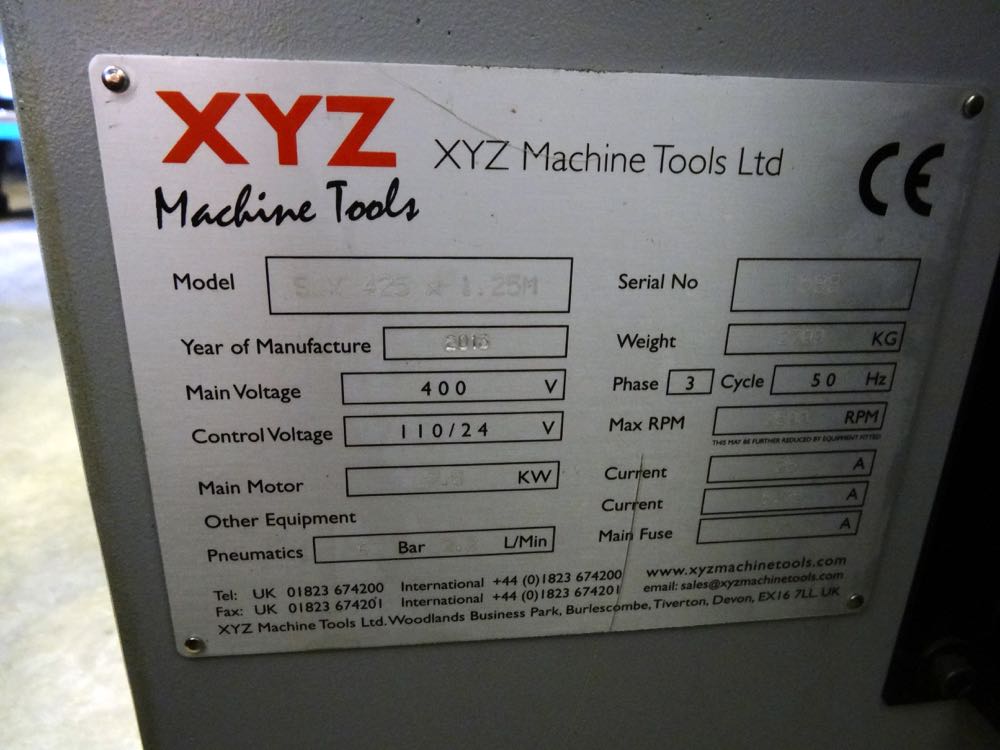 XYZ
Machine Tools
XYZ Machine Tools Ltd
CE
Model 425 1.25M
Serial No
Year of Manufacture
Weight KG
Main Voltage 400 V
Phase 3 Cycle 50 Hz
Control Voltage 110/24 V
Max RPM RPM
THIS MAY BE FURTHER REDUCED BY EQUIPMENT FITTED
Main Motor KW
Current A
Current A
Other Equipment
Main Fuse A
Pneumatics Bar L/Min
Tel: UK 01823 674200 International +44 (0)1823 674200 www.xyzmachinetools.com
Fax: UK 01823 674201 International +44 (0)1823 674201 email: sales@xyzmachinetools.com
XYZ Machine Tools Ltd. Woodlands Business Park, Burlescombe, Tiverton, Devon, EX16 7LL. UK